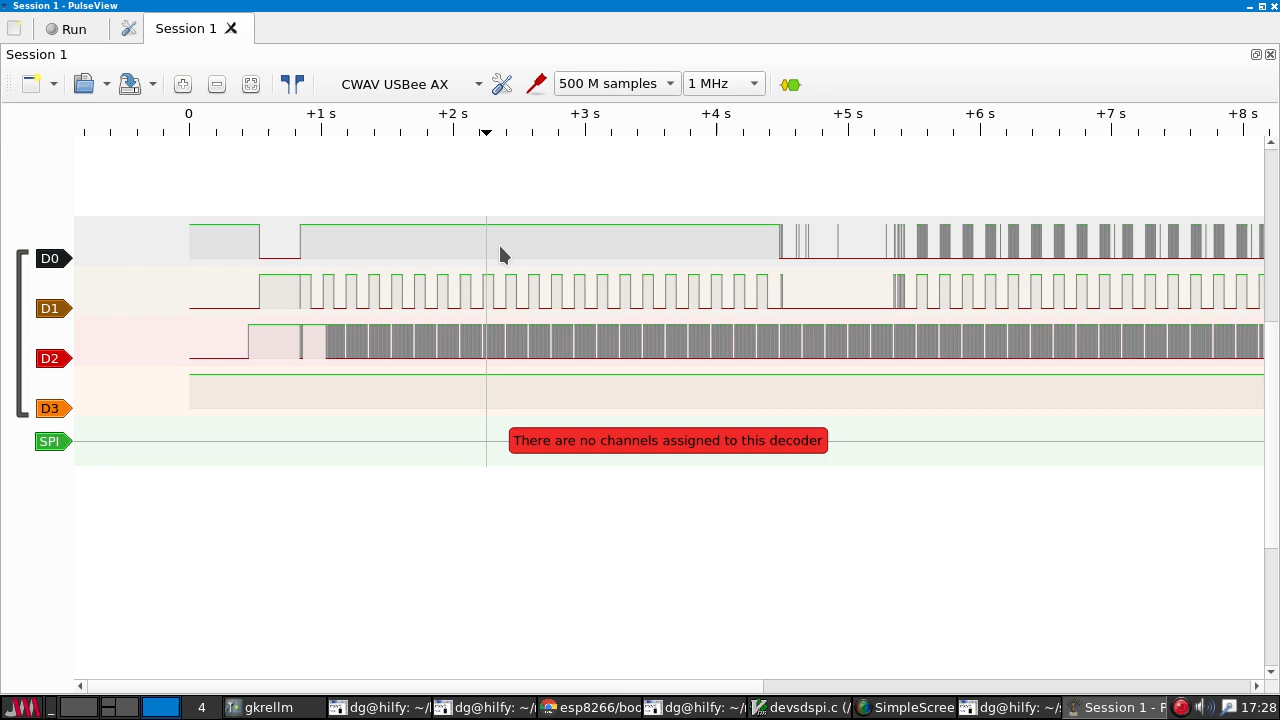 Session 1 - PulseView
Run
Session 1
Session 1
CWAV USBee AX
500 M samples
1 MHz
0 +1 s +2 s +3 s +4 s +5 s +6 s +7 s +8 s
D0
D1
D2
D3
SPI
There are no channels assigned to this decoder
4 gkrellm dg@hilfy: ~/ dg@hilfy: ~/ esp8266/boo dg@hilfy: ~/ devsdspi.c (/ SimpleScree dg@hilfy: ~/ Session 1 - P 17:28